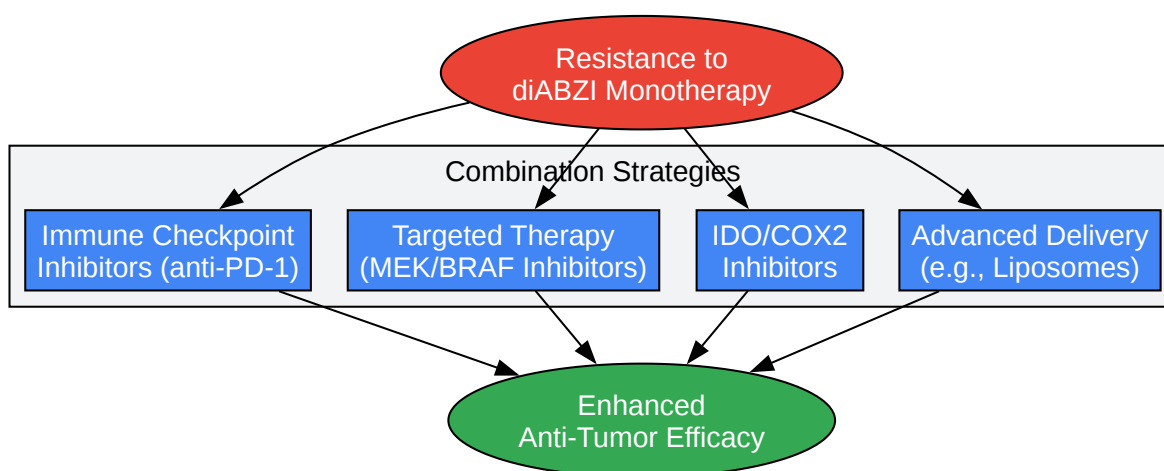 Resistance to
diABZI Monotherapy
Combination Strategies
Immune Checkpoint
Inhibitors (anti-PD-1)
Targeted Therapy
(MEK/BRAF Inhibitors)
IDO/COX2
Inhibitors
Advanced Delivery
(e.g., Liposomes)
Enhanced
Anti-Tumor Efficacy